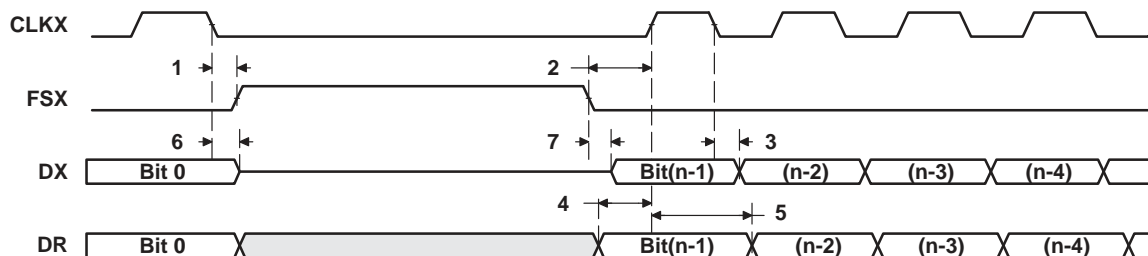 CLKX
1
2
FSX
6
7
3
DX
Bit 0
Bit(n-1)
(n-2)
(n-3)
(n-4)
4
5
DR
Bit 0
Bit(n-1)
(n-2)
(n-3)
(n-4)